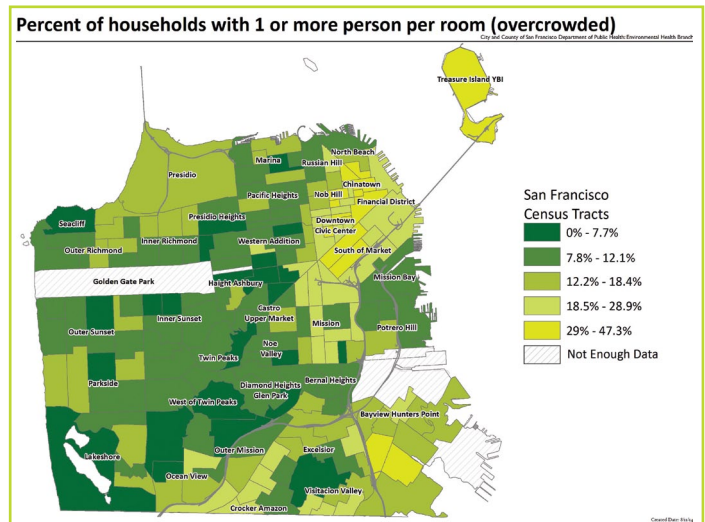 Percent of households with 1 or more person per room (overcrowded)
City and County of San Francisco Department of Public Health: Environmental Health Branch
Treasure Island YBI
North Beach
Marina
Russian Hill
Presidio
Chinatown
Pacific Heights
Nob Hill
Financial District
Presidio Heights
Seacliff
Downtown
Civic Center
Inner Richmond
Western Addition
Outer Richmond
South of Market
Golden Gate Park
Haight Ashbury
Mission Bay
Castro
Upper Market
Inner Sunset
Mission
Outer Sunset
Potrero Hill
Noe
Valley
Twin Peaks
Parkside
Diamond Heights
Bernal Heights
Glen Park
West of Twin Peaks
Bayview Hunters Point
Outer Mission
Excelsior
Lakeshore
Ocean View
Visitacion Valley
Crocker Amazon
San Francisco
Census Tracts
0% - 7.7%
7.8% - 12.1%
12.2% - 18.4%
18.5% - 28.9%
29% - 47.3%
Not Enough Data